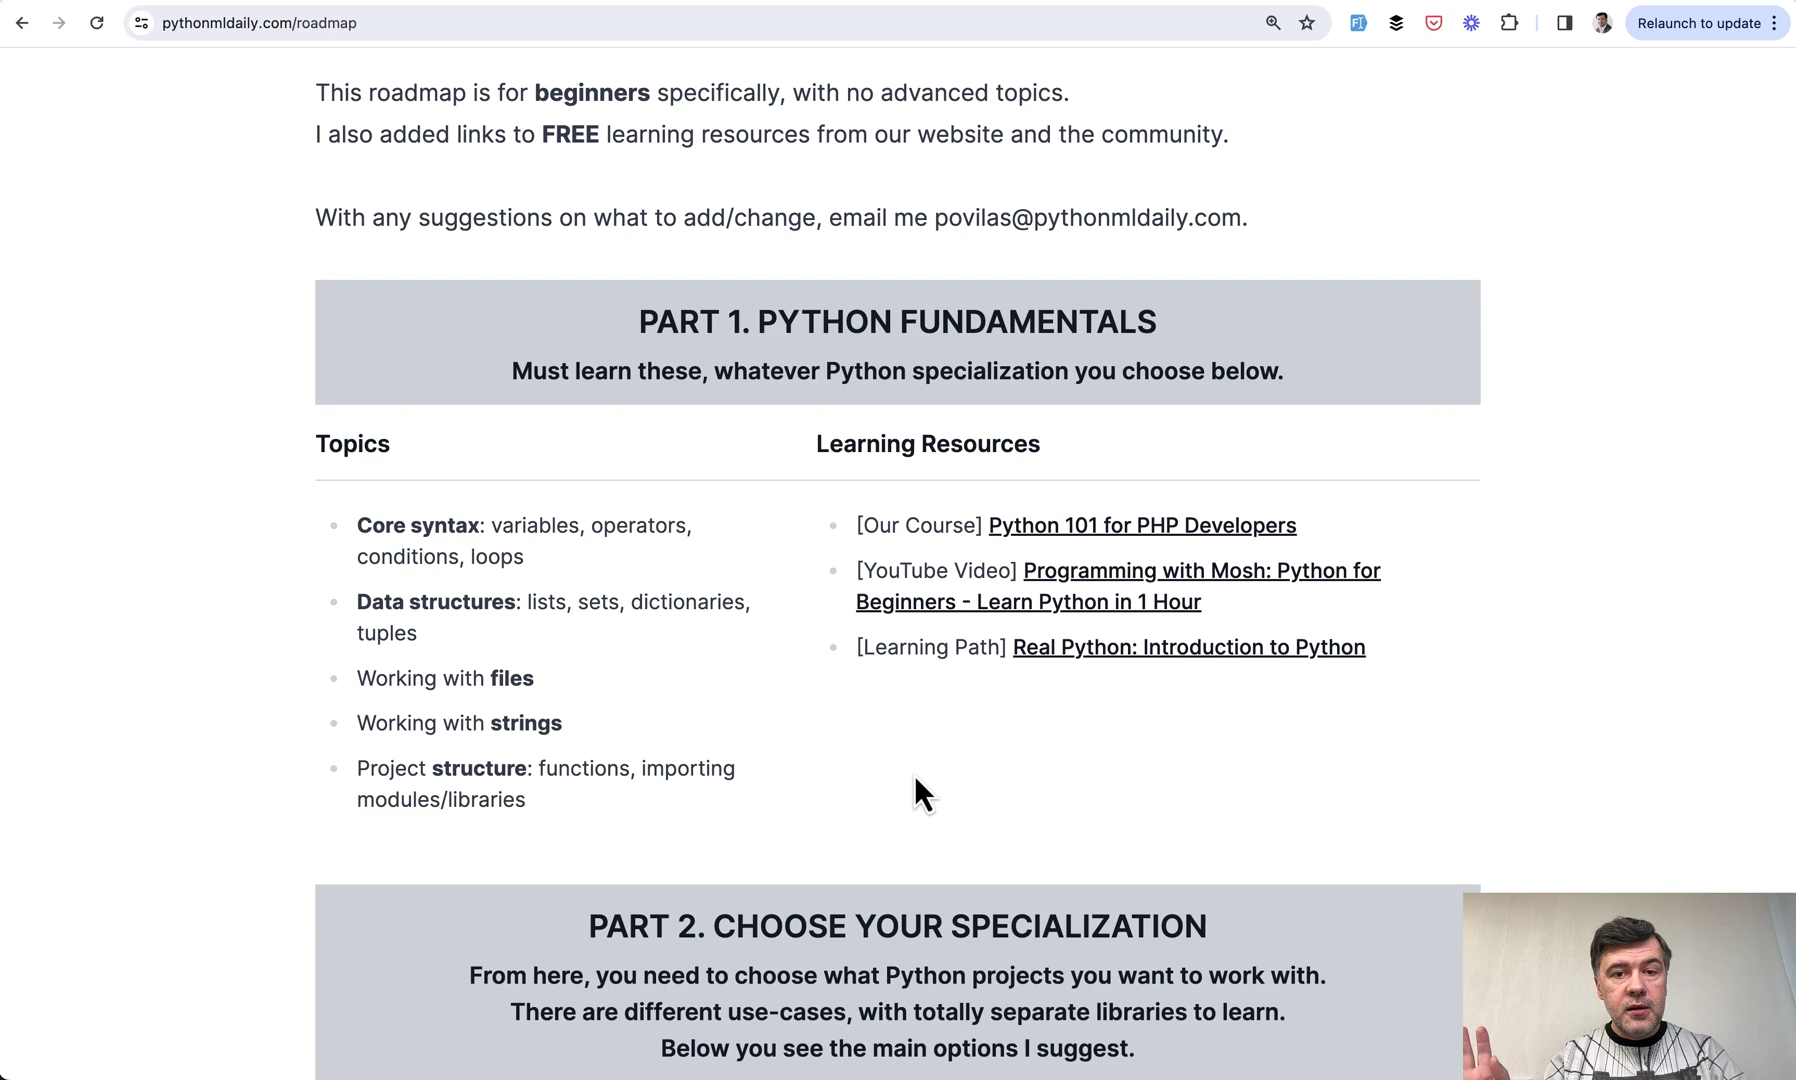 pythonmldaily.com/roadmap
Relaunch to update
This roadmap is for beginners specifically, with no advanced topics.
I also added links to FREE learning resources from our website and the community.
With any suggestions on what to add/change, email me povilas@pythonmldaily.com.
PART 1. PYTHON FUNDAMENTALS
Must learn these, whatever Python specialization you choose below.
Topics
Learning Resources
Core syntax: variables, operators,
conditions, loops
Data structures: lists, sets, dictionaries,
tuples
Working with files
Working with strings
Project structure: functions, importing
modules/libraries
[Our Course] Python 101 for PHP Developers
[YouTube Video] Programming with Mosh: Python for
Beginners - Learn Python in 1 Hour
[Learning Path] Real Python: Introduction to Python
PART 2. CHOOSE YOUR SPECIALIZATION
From here, you need to choose what Python projects you want to work with.
There are different use-cases, with totally separate libraries to learn.
Below you see the main options I suggest.